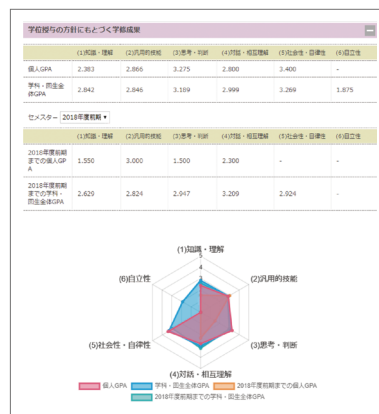 学校授与の方針にもとづく学修成果
(1)知識・理解 (2)汎用的技能 (3)思考・判断 (4)対話・相互理解 (5)社会性・自律性 (6)自立性
個人GPA 2.383 2.866 3.275 2.800 3.400 -
学科・回生全
体GPA 2.842 2.846 3.189 2.999 3.269 1.875
セメスター 2018年度前期
(1)知識・理解 (2)汎用的技能 (3)思考・判断 (4)対話・相互理解 (5)社会性・自律性 (6)自立性
2018年度前期
までの個人GP
A 1.550 3.000 1.500 2.300 - -
2018年度前期
までの学科・
回生全体GPA 2.629 2.824 2.947 3.209 2.924 -
(1)知識・理解
5
4
3
(6)自立性 (2)汎用的技能
(5)社会性・自律性 (3)思考・判断
(4)対話・相互理解
個人GPA 学科・回生全体GPA 2018年度前期までの個人GPA
2018年度前期までの学科・回生全体GPA